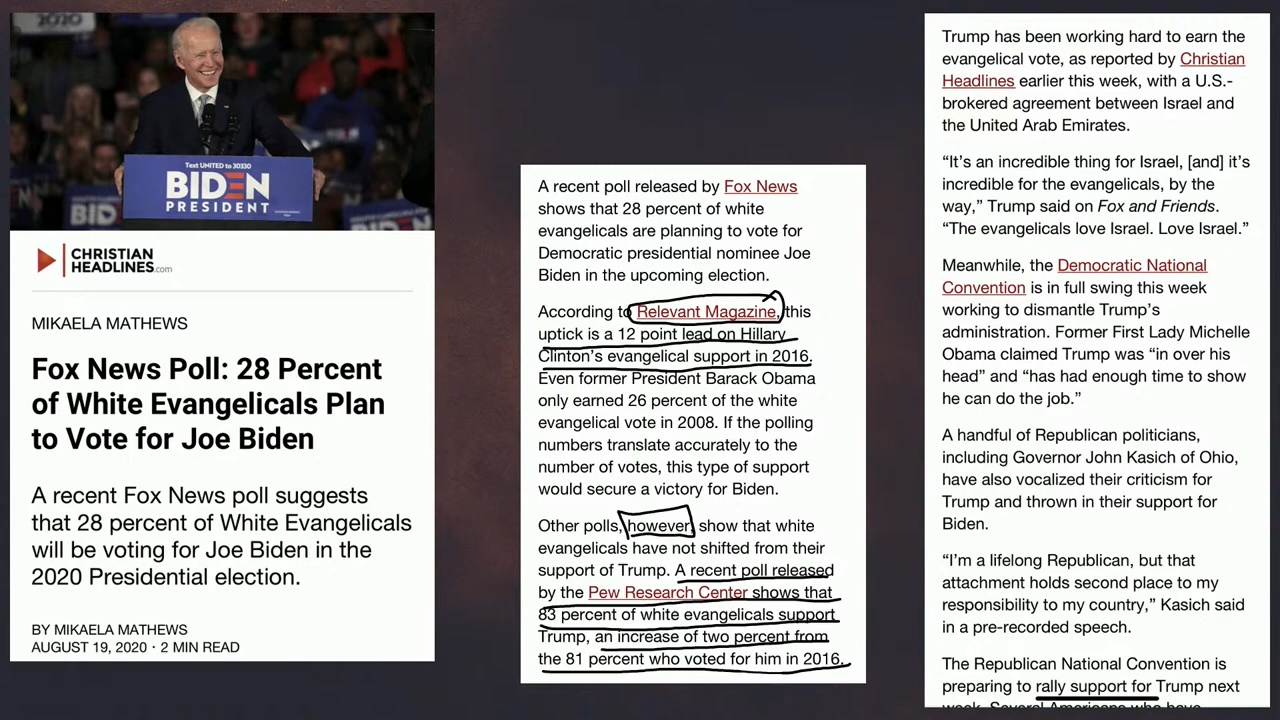 2020
Text UNITED to 30330
BIDEN
PRESIDENT
BID
BIDEN
CHRISTIAN
HEADLINES.com
MIKAELA MATHEWS
Fox News Poll: 28 Percent
of White Evangelicals Plan
to Vote for Joe Biden
A recent Fox News poll suggests
that 28 percent of White Evangelicals
will be voting for Joe Biden in the
2020 Presidential election.
BY MIKAELA MATHEWS
AUGUST 19, 2020 · 2 MIN READ
A recent poll released by Fox News
shows that 28 percent of white
evangelicals are planning to vote for
Democratic presidential nominee Joe
Biden in the upcoming election.
According to Relevant Magazine, this
uptick is a 12 point lead on Hillary
Clinton's evangelical support in 2016.
Even former President Barack Obama
only earned 26 percent of the white
evangelical vote in 2008. If the polling
numbers translate accurately to the
number of votes, this type of support
would secure a victory for Biden.
Other polls, however, show that white
evangelicals have not shifted from their
support of Trump. A recent poll released
by the Pew Research Center shows that
83 percent of white evangelicals support
Trump, an increase of two percent from
the 81 percent who voted for him in 2016.
Trump has been working hard to earn the
evangelical vote, as reported by Christian
Headlines earlier this week, with a U.S.-
brokered agreement between Israel and
the United Arab Emirates.
“It's an incredible thing for Israel, [and] it's
incredible for the evangelicals, by the
way,” Trump said on Fox and Friends.
“The evangelicals love Israel. Love Israel.”
Meanwhile, the Democratic National
Convention is in full swing this week
working to dismantle Trump's
administration. Former First Lady Michelle
Obama claimed Trump was “in over his
head” and “has had enough time to show
he can do the job.”
A handful of Republican politicians,
including Governor John Kasich of Ohio,
have also vocalized their criticism for
Trump and thrown in their support for
Biden.
“I'm a lifelong Republican, but that
attachment holds second place to my
responsibility to my country,” Kasich said
in a pre-recorded speech.
The Republican National Convention is
preparing to rally support for Trump next
week. Several Americans who have